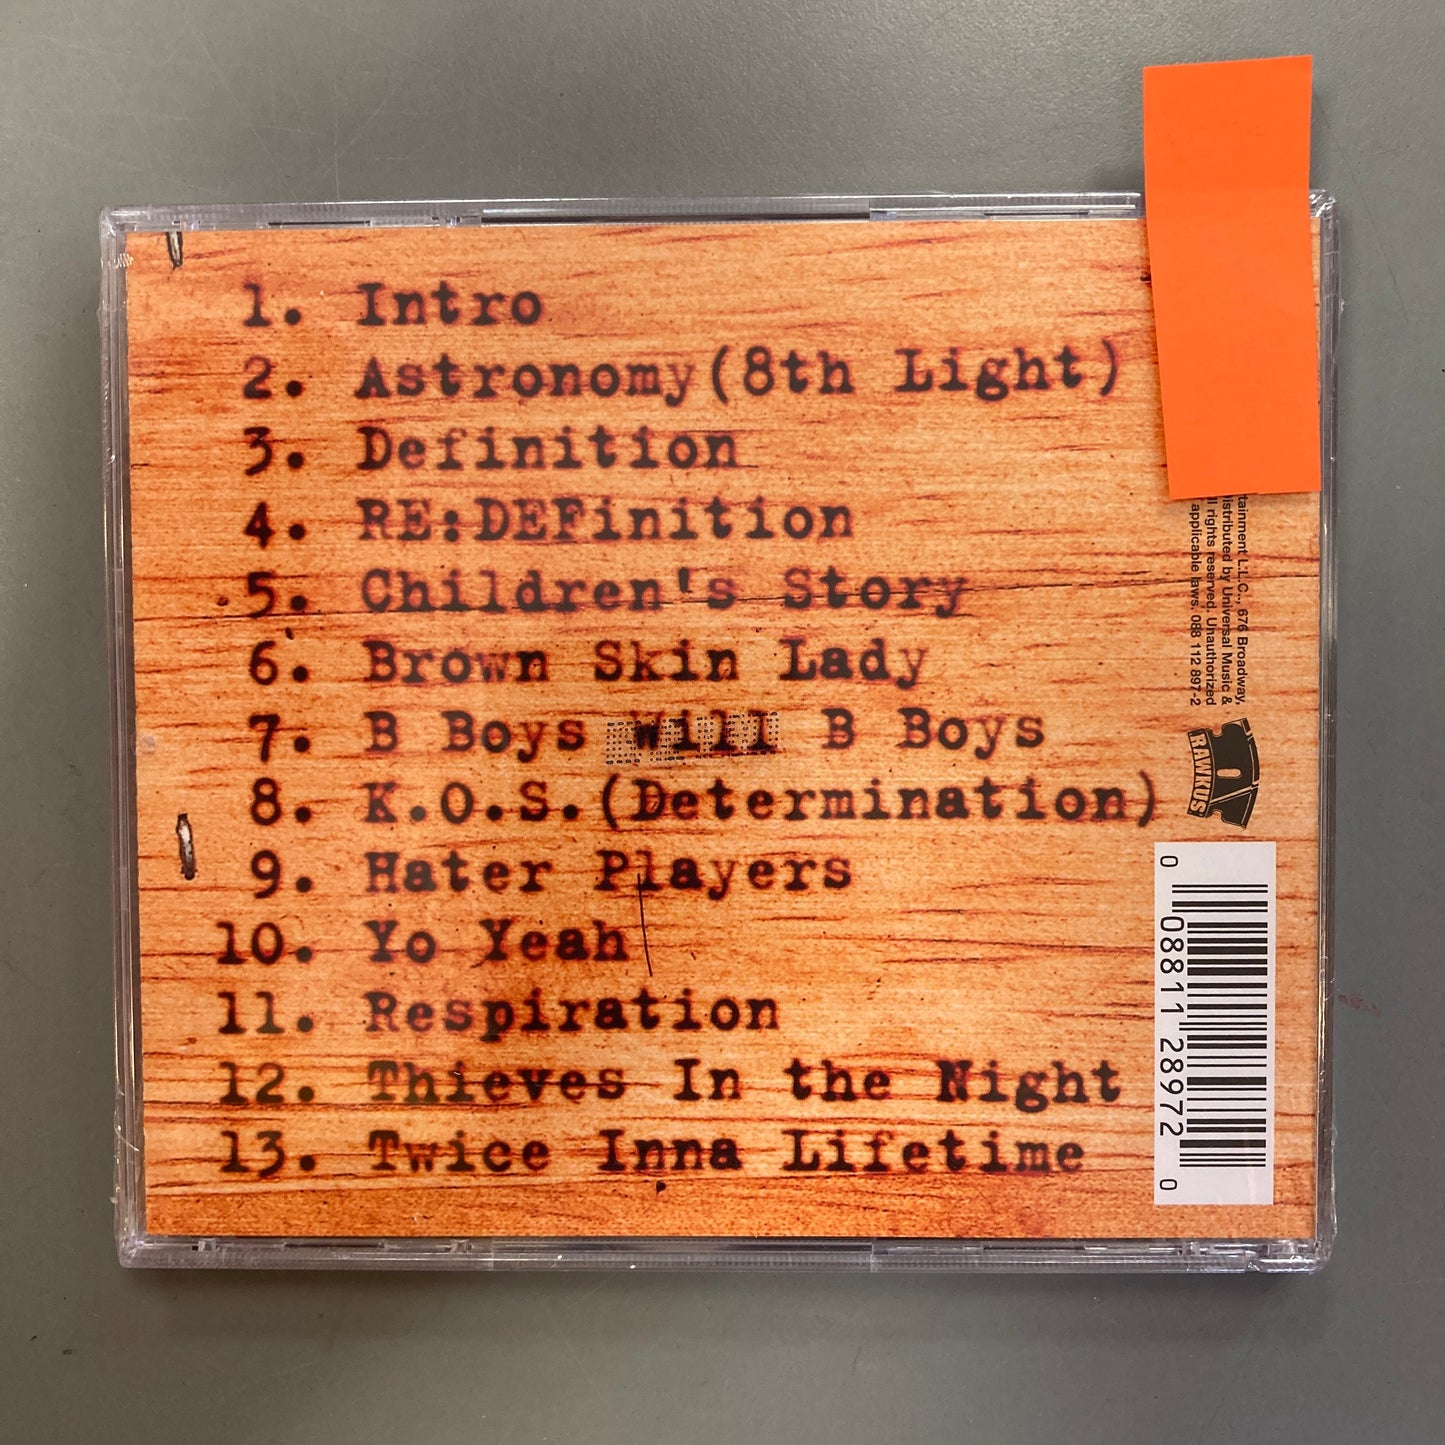 1. Intro
2. Astronomy(8th Light)
3. Definition
4. RE:DEFinition
5. Children's Story
6. Brown Skin Lady
7. B Boys Will B Boys
8. K.O.S.(Determination)
9. Hater Players
10. Yo Yeah
11. Respiration
12. Thieves In the Night
13. Twice Inna Lifetime
rtainment L.L.C., 676 Broadway,
istributed by Universal Music &
ll rights reserved. Unauthorized
applicable laws. 088 112 897-2
RAWKUS
0 08811 28972 0